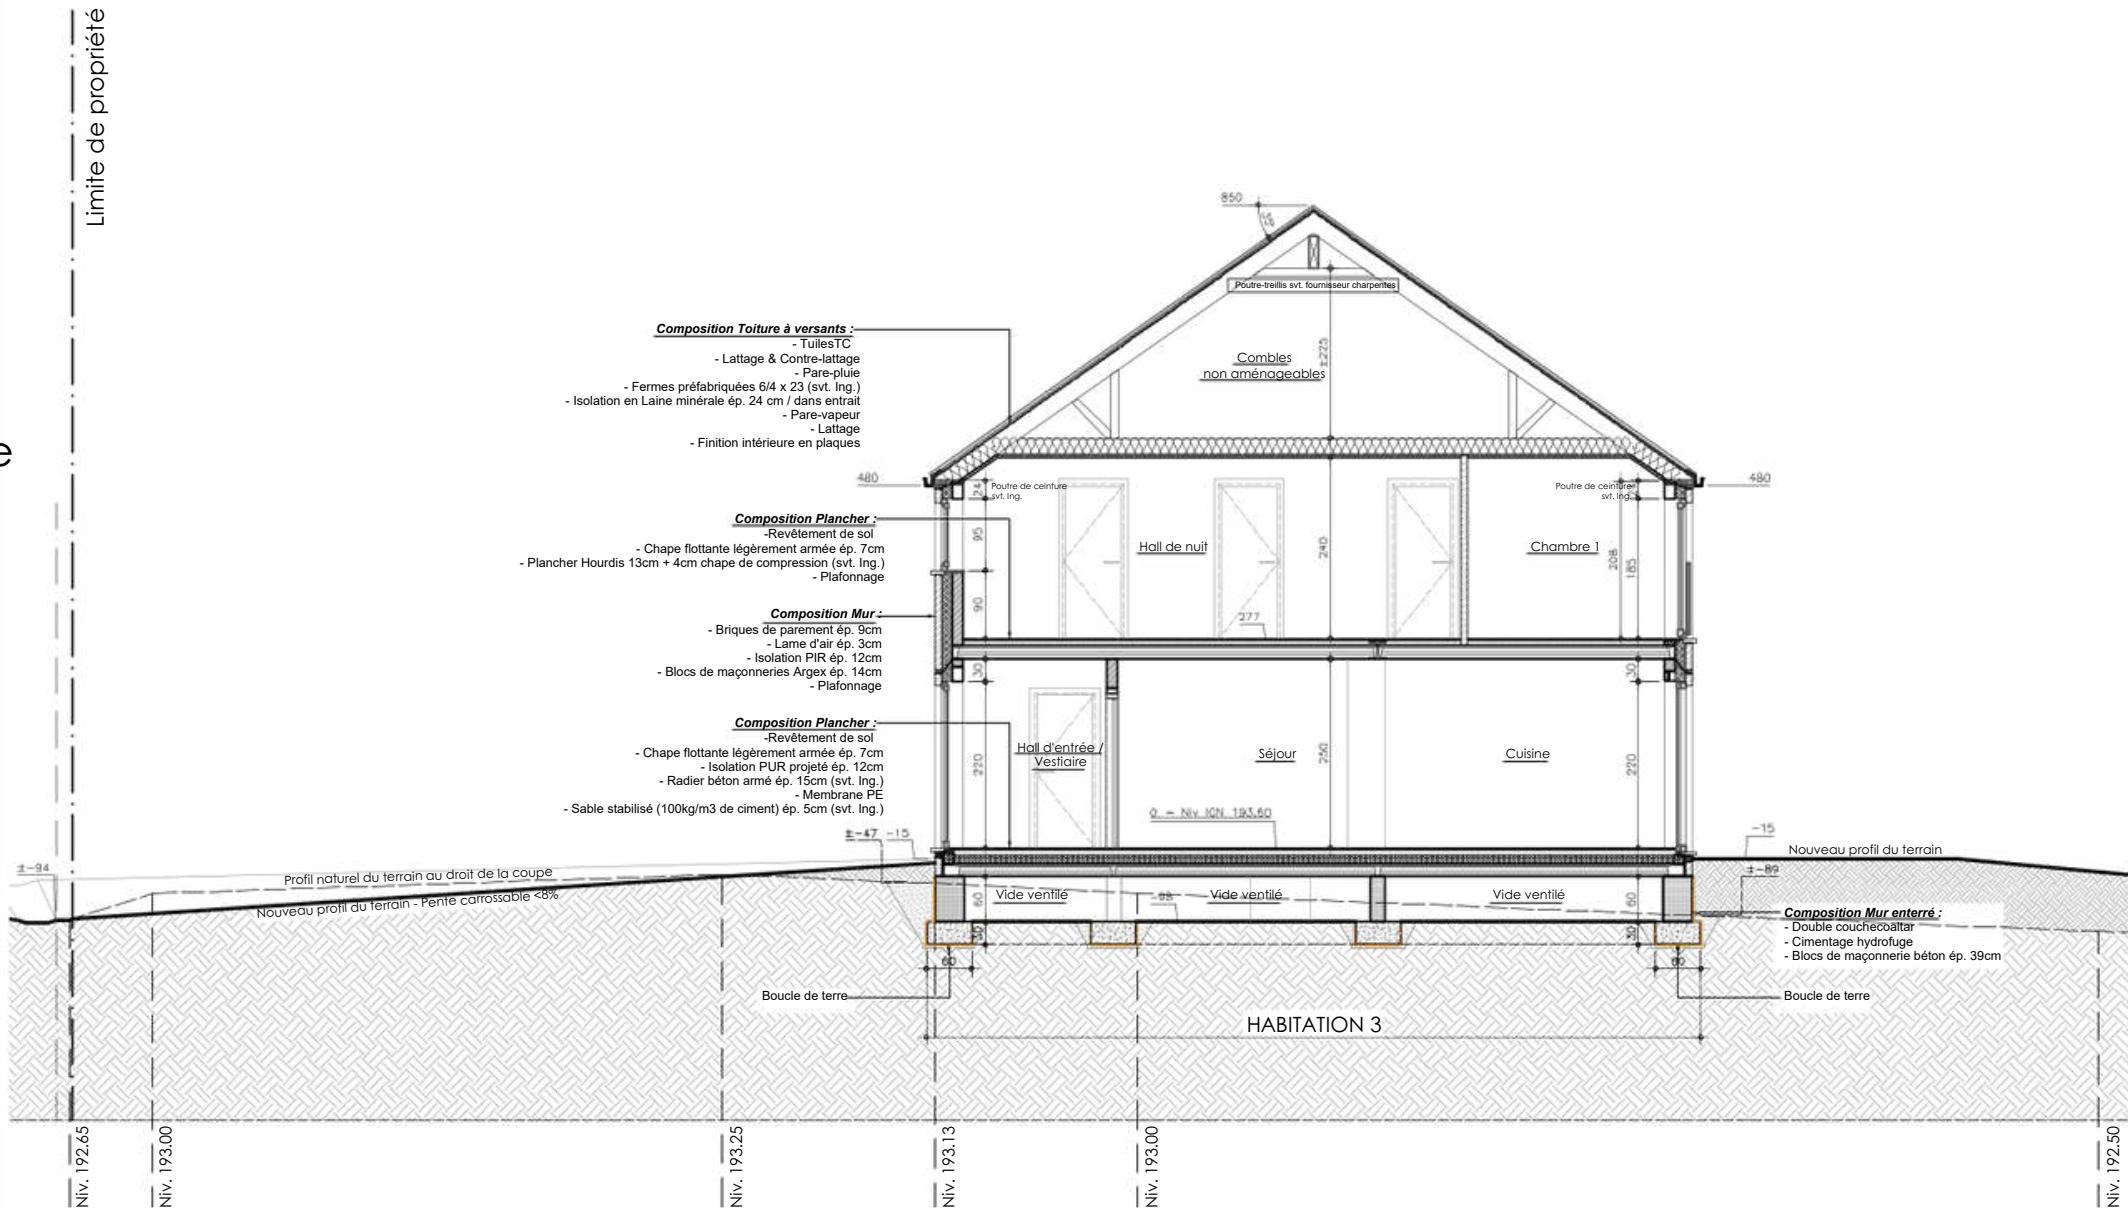 Limite de propriété
e
850
35°
Poutre-treillis svt. fournisseur charpentes
Combles
non aménageables
±225
Composition Toiture à versants :
- TuilesTC
- Lattage & Contre-lattage
- Pare-pluie
- Fermes préfabriquées 6/4 x 23 (svt. Ing.)
- Isolation en Laine minérale ép. 24 cm / dans entrait
- Pare-vapeur
- Lattage
- Finition intérieure en plaques
480
24
Poutre de ceinture
svt. Ing.
Poutre de ceinture
svt. Ing.
480
Composition Plancher :
-Revêtement de sol
- Chape flottante légèrement armée ép. 7cm
- Plancher Hourdis 13cm + 4cm chape de compression (svt. Ing.)
- Plafonnage
95
Hall de nuit
240
Chambre 1
208
185
90
277
Composition Mur :
- Briques de parement ép. 9cm
- Lame d'air ép. 3cm
- Isolation PIR ép. 12cm
- Blocs de maçonneries Argex ép. 14cm
- Plafonnage
30
30
Composition Plancher :
-Revêtement de sol
- Chape flottante légèrement armée ép. 7cm
- Isolation PUR projeté ép. 12cm
- Radier béton armé ép. 15cm (svt. Ing.)
- Membrane PE
- Sable stabilisé (100kg/m3 de ciment) ép. 5cm (svt. Ing.)
220
Hall d'entrée /
Vestiaire
Séjour
250
Cuisine
220
0. = Niv. IGN. 193.60
±-47
-15
-15
Nouveau profil du terrain
±-94
Profil naturel du terrain au droit de la coupe
Nouveau profil du terrain - Pente carrossable <8%
±-89
60
Vide ventilé
Vide ventilé
Vide ventilé
60
-98
30
30
Composition Mur enterré :
- Double couchecoaltar
- Cimentage hydrofuge
- Blocs de maçonnerie béton ép. 39cm
60
60
Boucle de terre
Boucle de terre
HABITATION 3
Niv. 192.65
Niv. 193.00
Niv. 193.25
Niv. 193.13
Niv. 193.00
Niv. 192.50